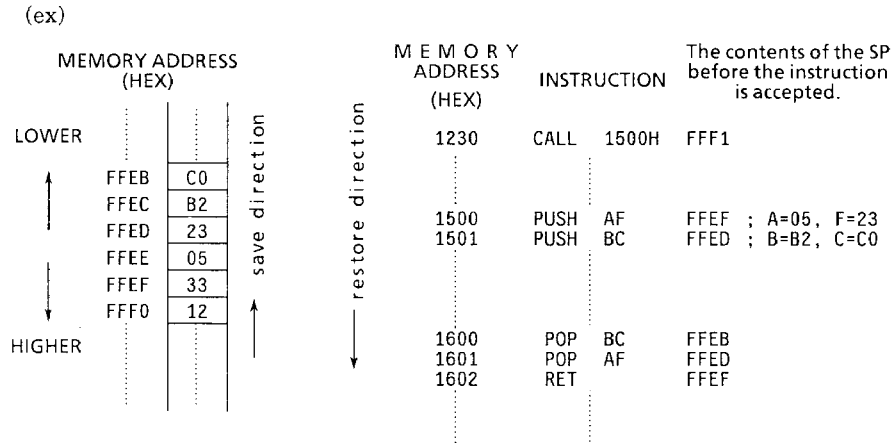 (ex)
MEMORY ADDRESS
(HEX)
LOWER
HIGHER
FFEB C0
FFEC B2
FFED 23
FFEE 05
FFEF 33
FFF0 12
save direction
restore direction
MEMORY
ADDRESS
(HEX)
INSTRUCTION
The contents of the SP
before the instruction
is accepted.
1230 CALL 1500H FFF1
1500 PUSH AF FFEF ; A=05, F=23
1501 PUSH BC FFED ; B=B2, C=C0
1600 POP BC FFEB
1601 POP AF FFED
1602 RET FFEF